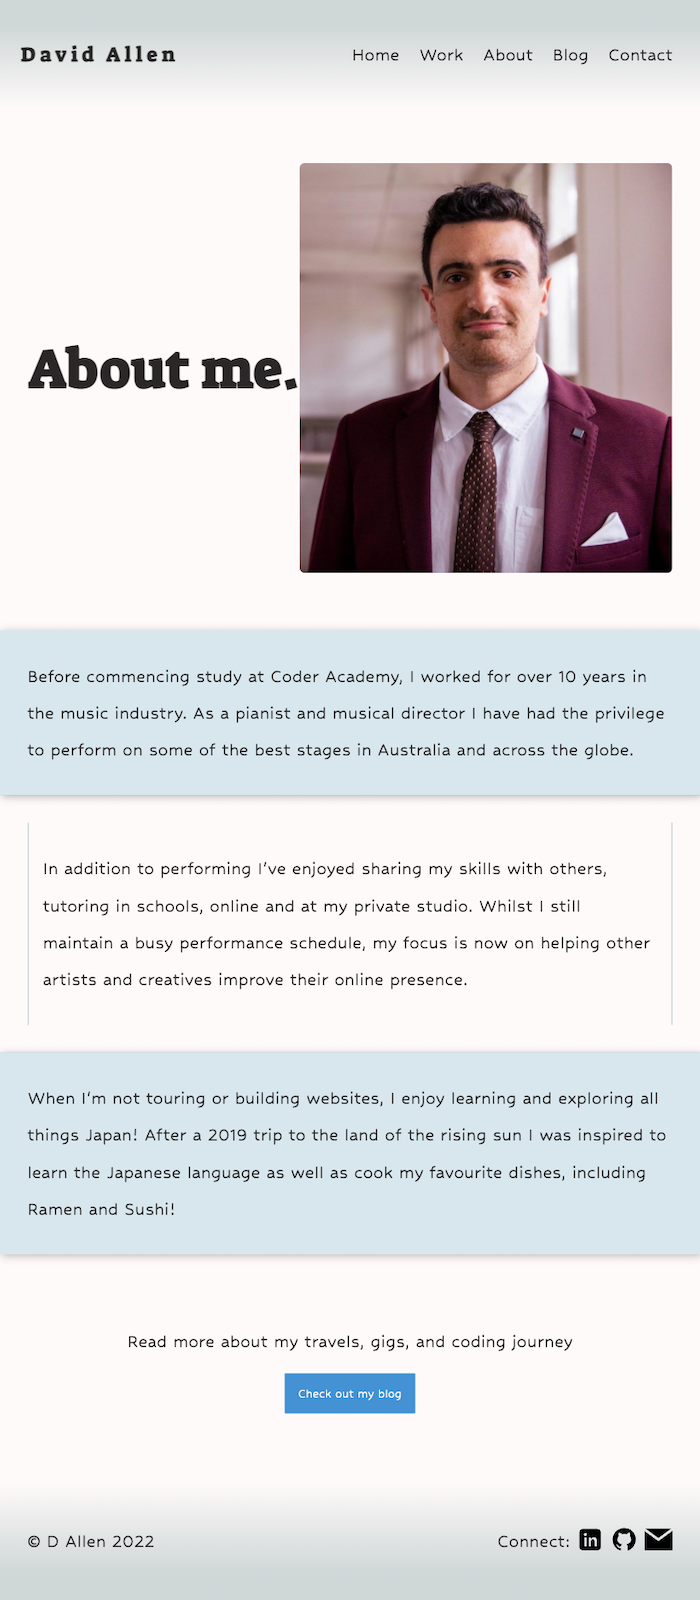 David Allen
Home Work About Blog Contact
About me.
Before commencing study at Coder Academy, I worked for over 10 years in
the music industry. As a pianist and musical director I have had the privilege
to perform on some of the best stages in Australia and across the globe.
In addition to performing I've enjoyed sharing my skills with others,
tutoring in schools, online and at my private studio. Whilst I still
maintain a busy performance schedule, my focus is now on helping other
artists and creatives improve their online presence.
When I'm not touring or building websites, I enjoy learning and exploring all
things Japan! After a 2019 trip to the land of the rising sun I was inspired to
learn the Japanese language as well as cook my favourite dishes, including
Ramen and Sushi!
Read more about my travels, gigs, and coding journey
Check out my blog
© D Allen 2022
Connect: in